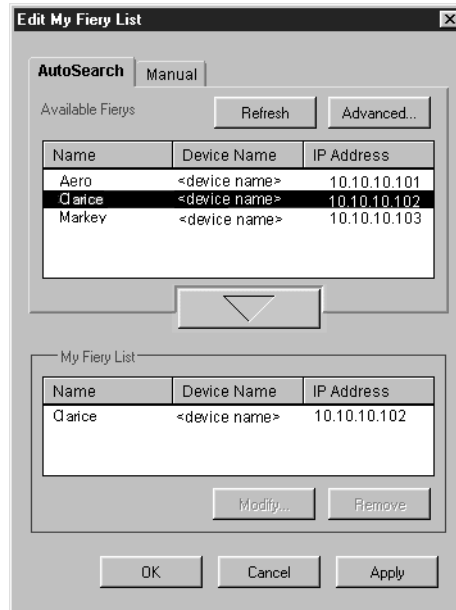 Edit My Fiery List
AutoSearch Manual
Available Fierys Refresh Advanced...
Name Device Name IP Address
Aero <device name> 10.10.10.101
Clarice <device name> 10.10.10.102
Markey <device name> 10.10.10.103
My Fiery List
Name Device Name IP Address
Clarice <device name> 10.10.10.102
Modify... Remove
OK Cancel Apply